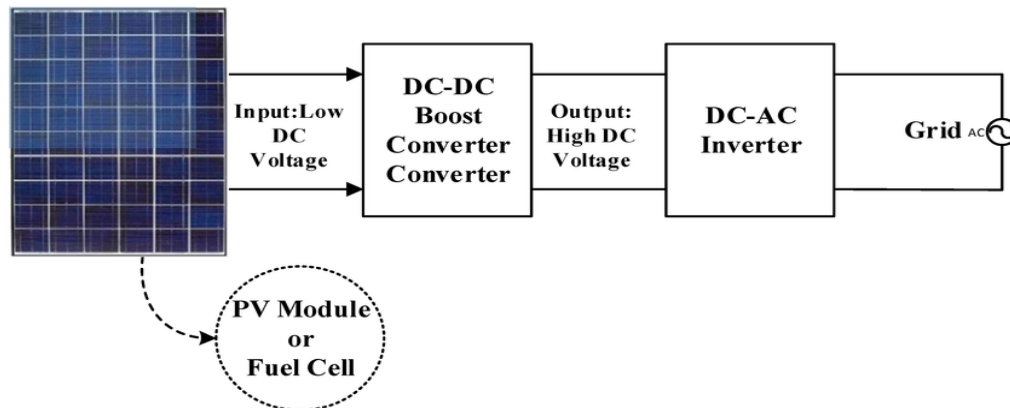 Input:Low
DC
Voltage
DC-DC
Boost
Converter
Converter
Output:
High DC
Voltage
DC-AC
Inverter
Grid AC
PV Module
or
Fuel Cell